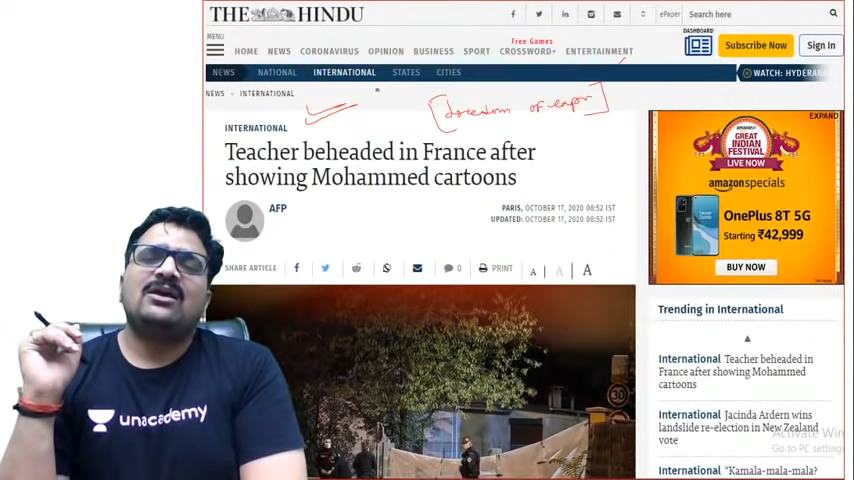 THE HINDU
ePaper
Search here
MENU
HOME
NEWS
CORONAVIRUS
OPINION
BUSINESS
SPORT
Free Games
CROSSWORD+
ENTERTAINMENT
DASHBOARD
Subscribe Now
Sign In
NEWS
NATIONAL
INTERNATIONAL
STATES
CITIES
WATCH: HYDERA
NEWS
INTERNATIONAL
of
INTERNATIONAL
Teacher beheaded in France after
showing Mohammed cartoons
AFP
PARIS, OCTOBER 17, 2020 08:52 IST
UPDATED: OCTOBER 17, 2020 08:52 IST
SHARE ARTICLE
0
PRINT
A
A
A
30
unacademy
EXPAND
amazon
GREAT
INDIAN
FESTIVAL
LIVE NOW
amazonspecials
OnePlus 8T 5G
Starting ₹42,999
BUY NOW
Trending in International
International Teacher beheaded in
France after showing Mohammed
cartoons
International Jacinda Ardern wins
landslide re-election in New Zealand
vote
International "Kamala-mala-mala?
Activate Win
Go to PC setting